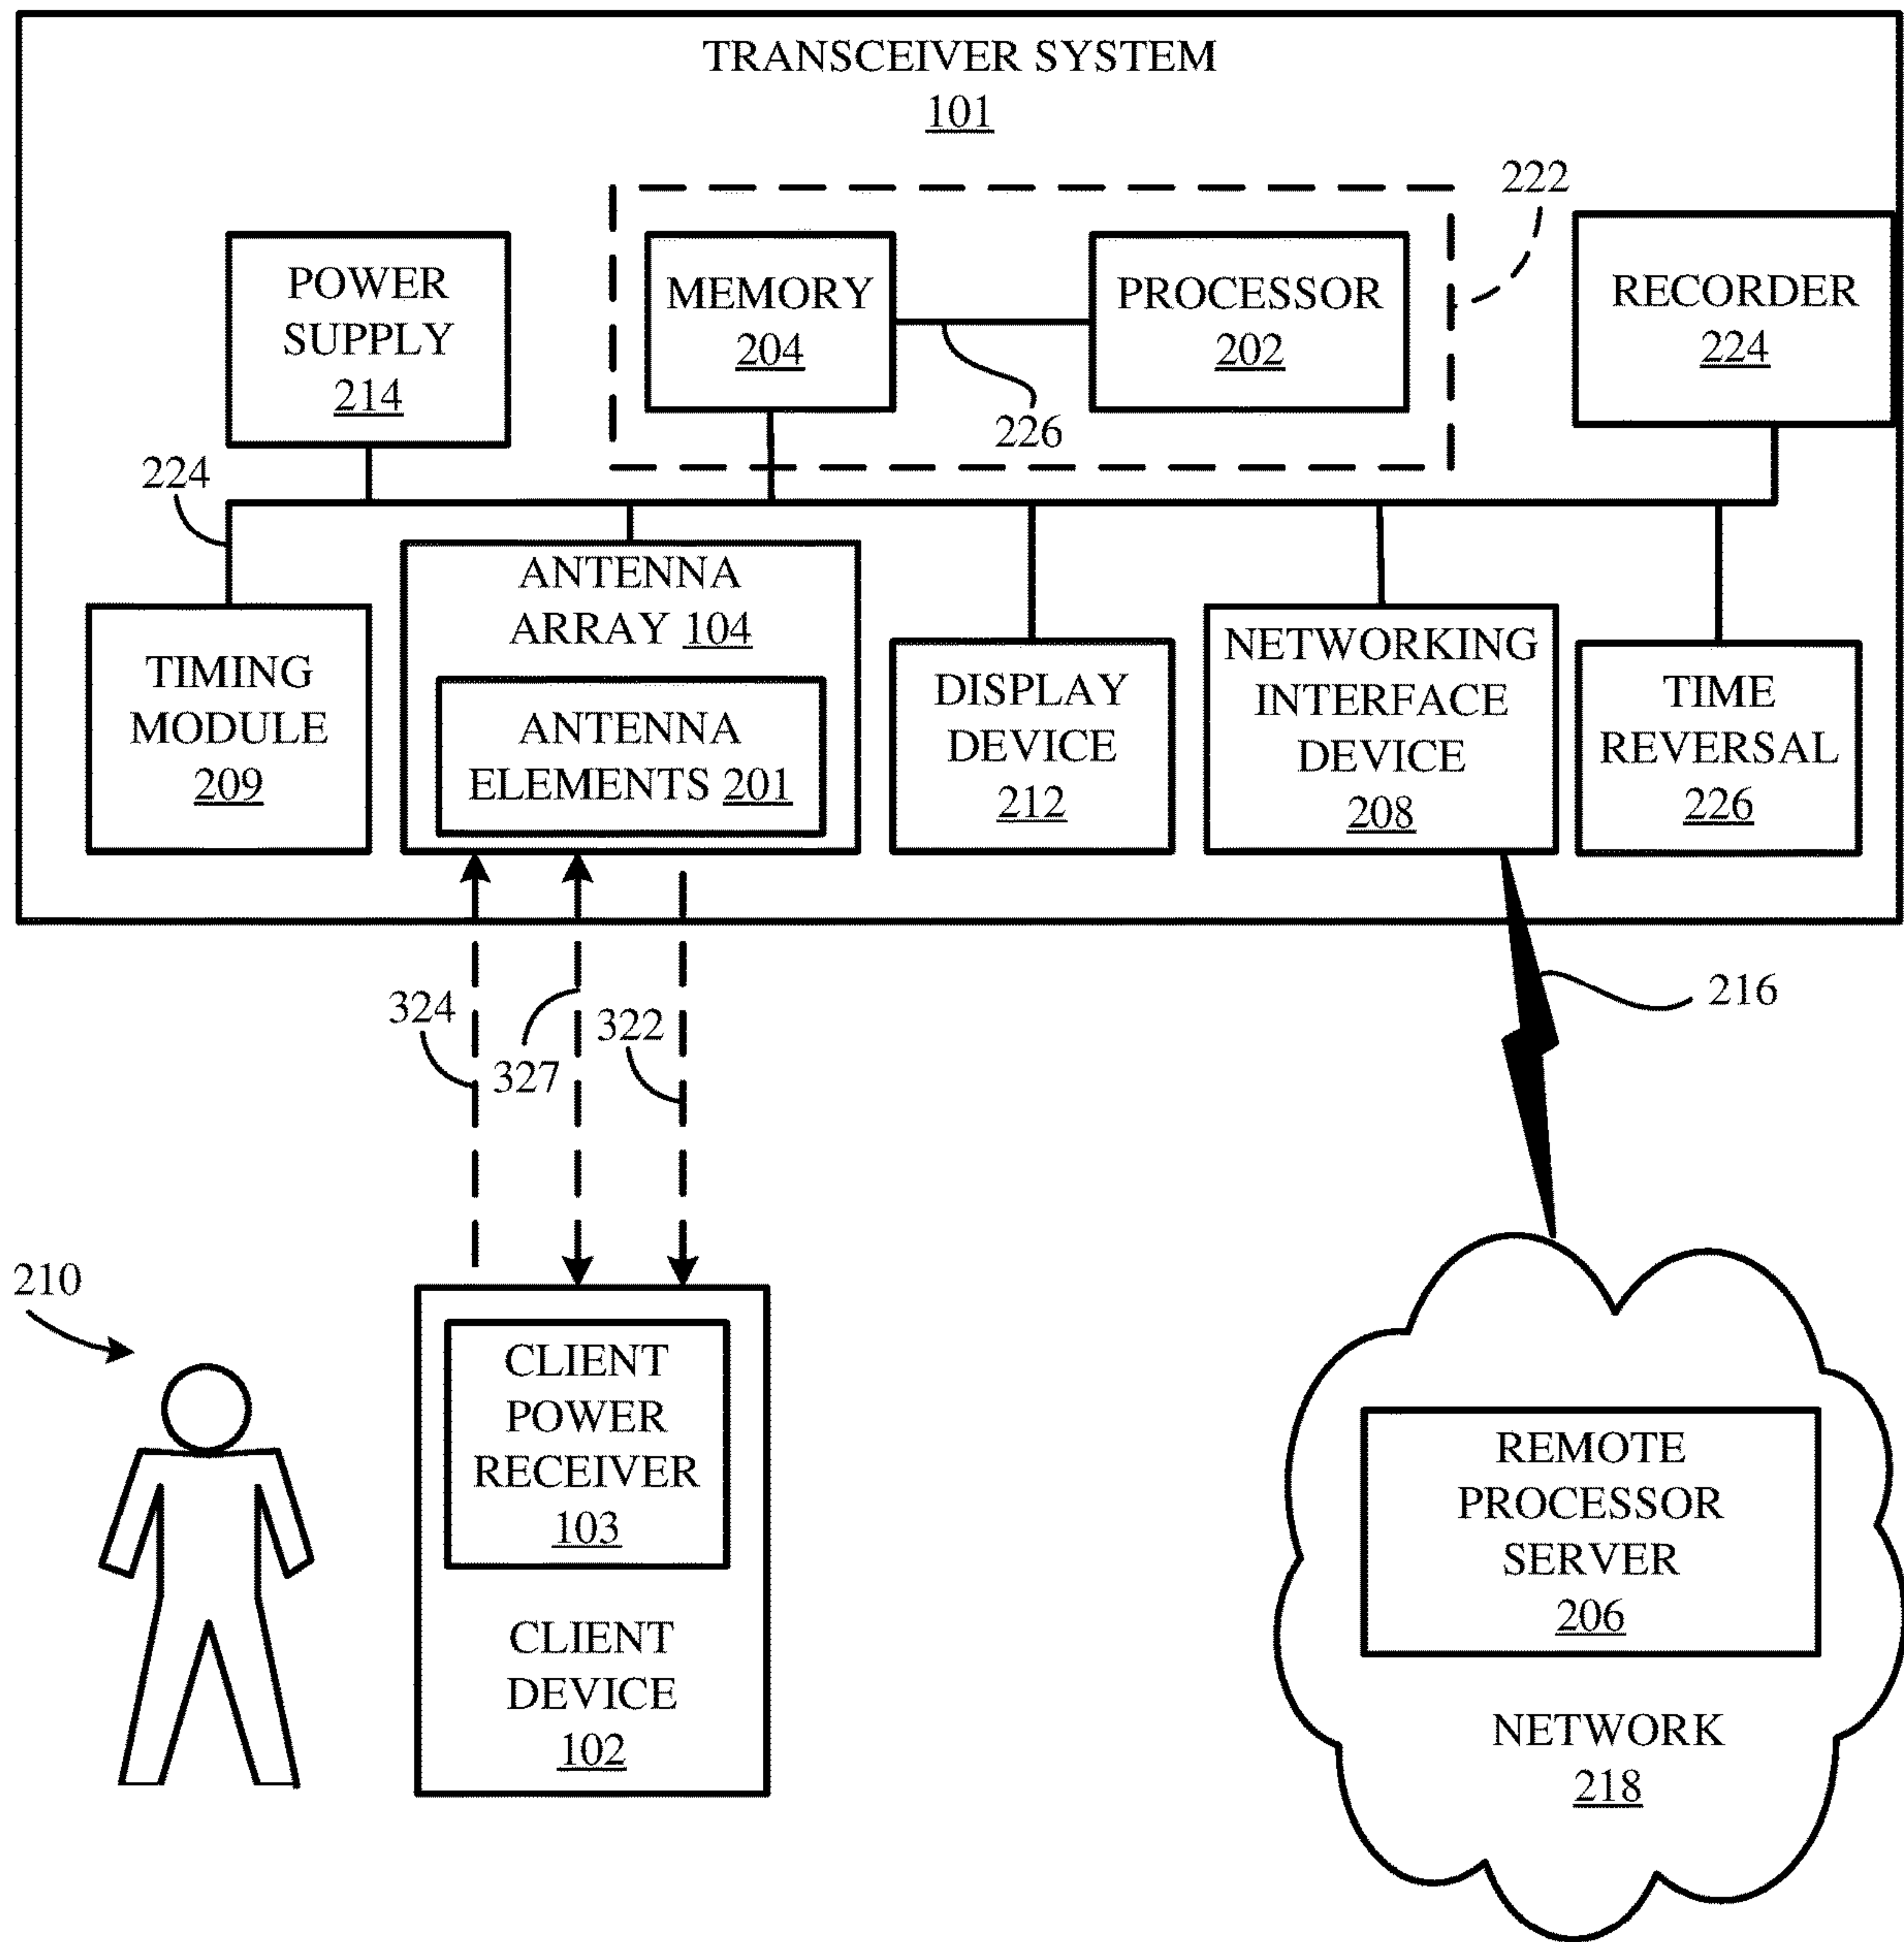 TRANSCEIVER SYSTEM
101
222
POWER
SUPPLY
214
MEMORY
204
PROCESSOR
202
226
RECORDER
224
224
TIMING
MODULE
209
ANTENNA
ARRAY 104
ANTENNA
ELEMENTS 201
DISPLAY
DEVICE
212
NETWORKING
INTERFACE
DEVICE
208
TIME
REVERSAL
226
324
327
322
216
210
CLIENT
POWER
RECEIVER
103
CLIENT
DEVICE
102
REMOTE
PROCESSOR
SERVER
206
NETWORK
218